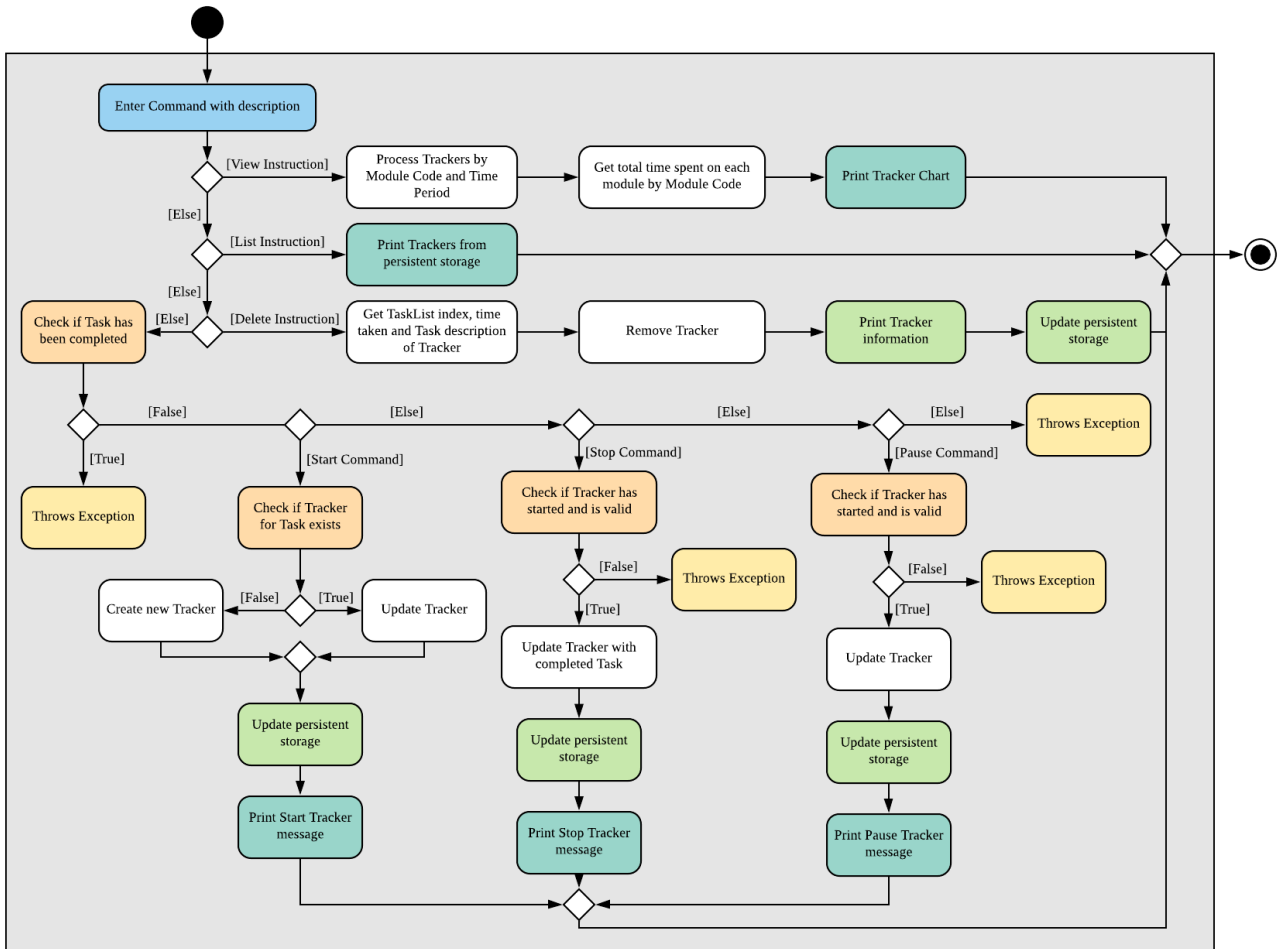 Enter Command with description
[View Instruction]
Process Trackers by
Module Code and Time
Period
Get total time spent on each
module by Module Code
Print Tracker Chart
[Else]
[List Instruction]
Print Trackers from
persistent storage
[Else]
Check if Task has
been completed
[Else]
[Delete Instruction]
Get TaskList index, time
taken and Task description
of Tracker
Remove Tracker
Print Tracker
information
Update persistent
storage
[False]
[Else]
[Else]
[Else]
Throws Exception
[True]
[Start Command]
[Stop Command]
[Pause Command]
Throws Exception
Check if Tracker
for Task exists
Check if Tracker has
started and is valid
Check if Tracker has
started and is valid
[False]
Throws Exception
[False]
Throws Exception
Create new Tracker
[False]
[True]
Update Tracker
[True]
[True]
Update Tracker with
completed Task
Update Tracker
Update persistent
storage
Update persistent
storage
Update persistent
storage
Print Start Tracker
message
Print Stop Tracker
message
Print Pause Tracker
message